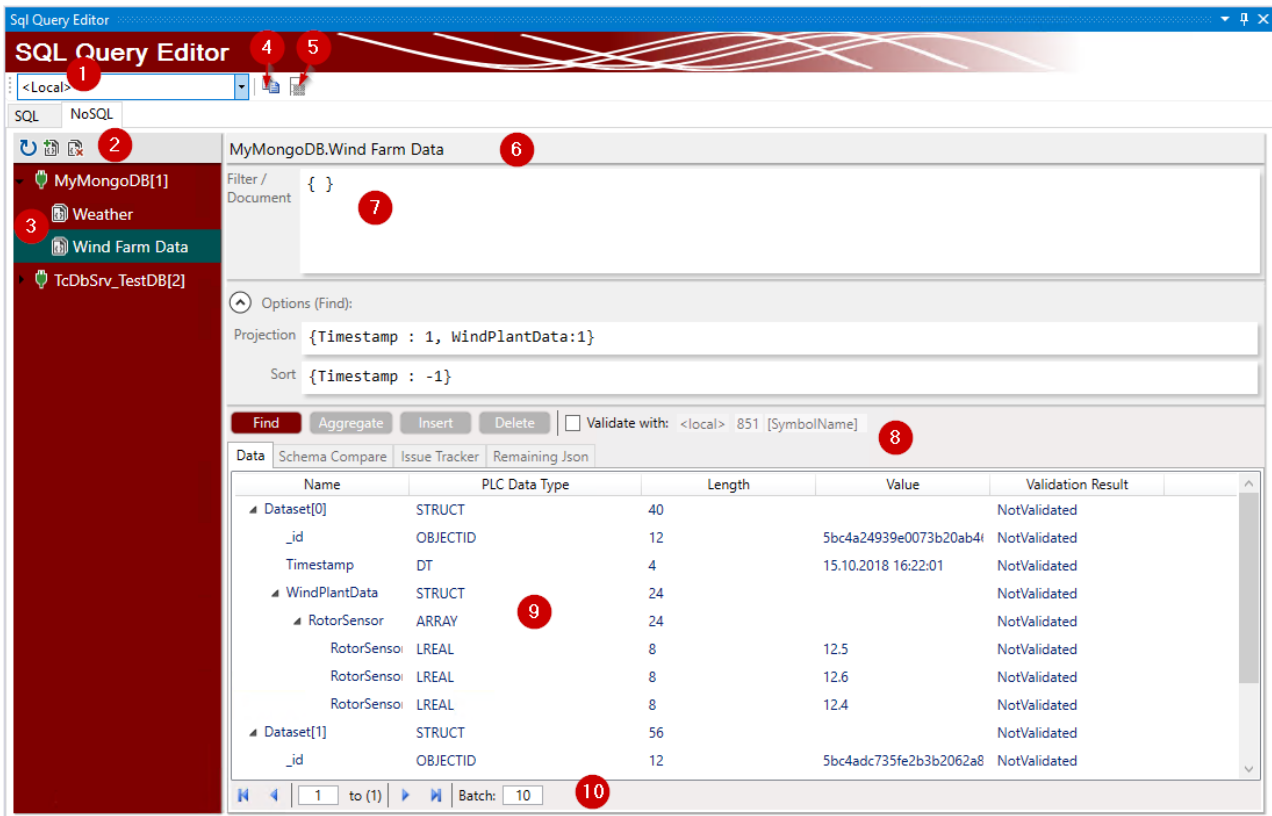 Sql Query Editor
SQL Query Editor
4 5
1
<Local>
SQL NoSQL
2
MyMongoDB.Wind Farm Data 6
MyMongoDB[1]
Weather
3
Wind Farm Data
TcDbSrv_TestDB[2]
Filter /
Document
{ }
7
Options (Find):
Projection {Timestamp : 1, WindPlantData:1}
Sort {Timestamp : -1}
Find Aggregate Insert Delete Validate with: <local> 851 [SymbolName] 8
Data Schema Compare Issue Tracker Remaining Json
Name PLC Data Type Length Value Validation Result
Dataset[0] STRUCT 40 NotValidated
_id OBJECTID 12 5bc4a24939e0073b20ab4 NotValidated
Timestamp DT 4 15.10.2018 16:22:01 NotValidated
WindPlantData STRUCT 24 NotValidated
9
RotorSensor ARRAY 24 NotValidated
RotorSenso LREAL 8 12.5 NotValidated
RotorSenso LREAL 8 12.6 NotValidated
RotorSenso LREAL 8 12.4 NotValidated
Dataset[1] STRUCT 56 NotValidated
_id OBJECTID 12 5bc4adc735fe2b3b2062a8 NotValidated
1 to (1) Batch: 10 10